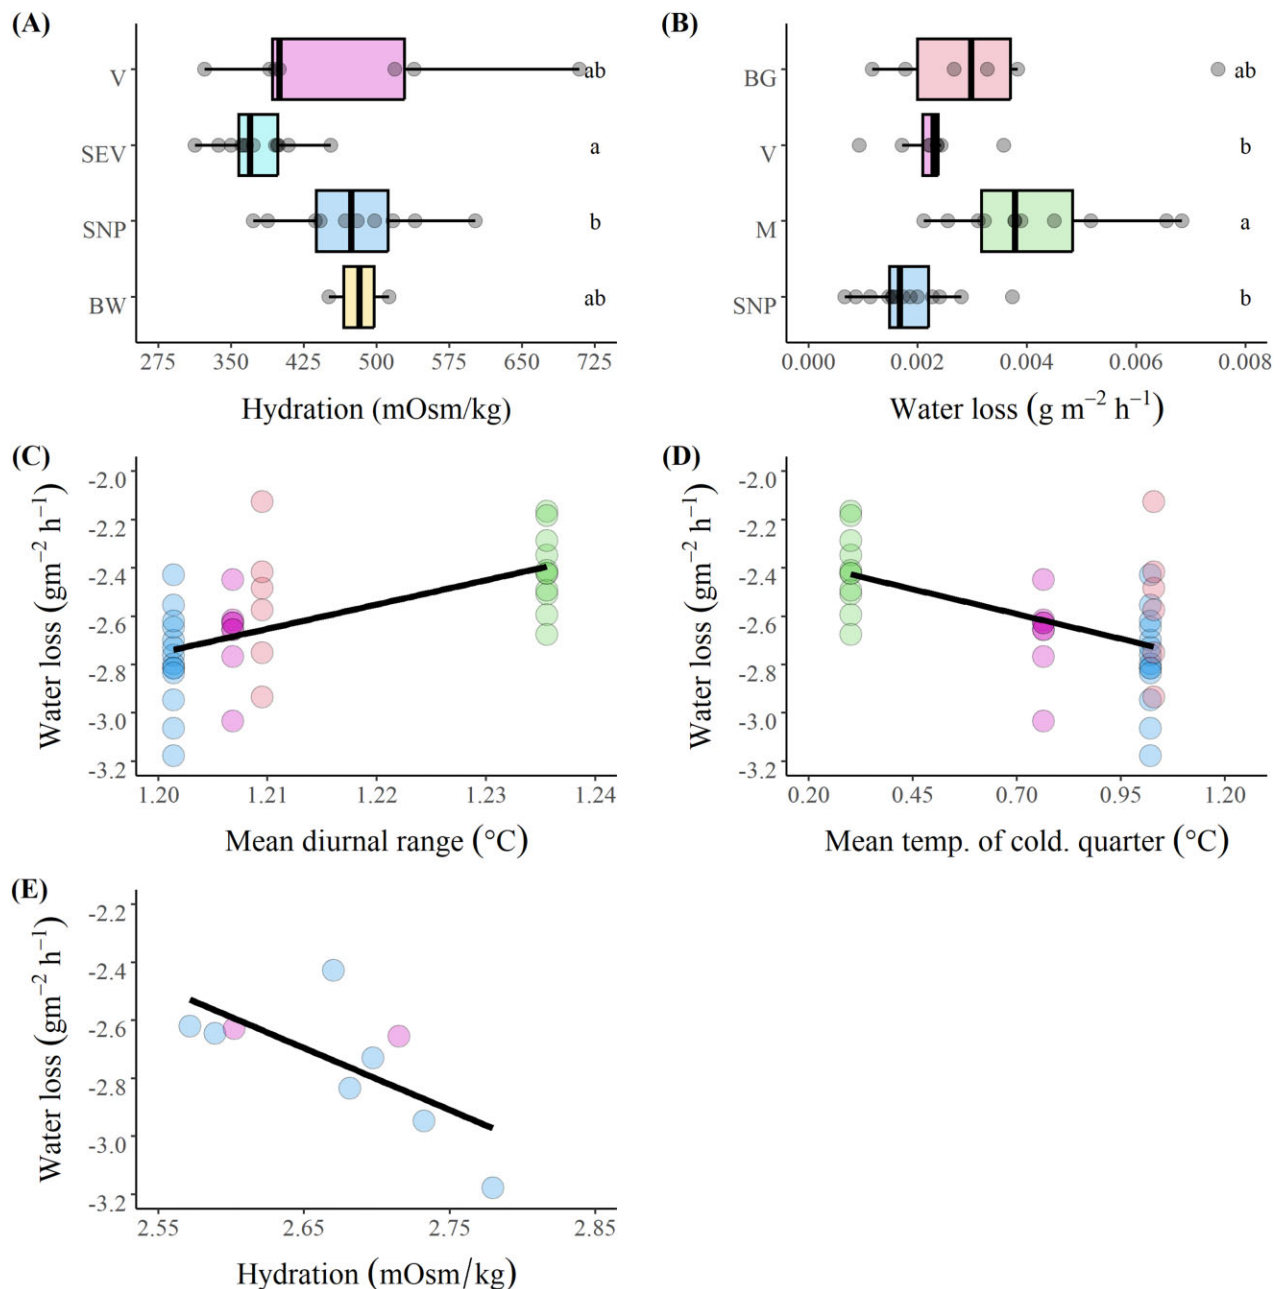 (A)
V
ab
SEV
a
SNP
b
BW
ab
275 350 425 500 575 650 725
Hydration (mOsm/kg)
(B)
BG
ab
V
b
M
a
SNP
b
0.000 0.002 0.004 0.006 0.008
Water loss (g m⁻² h⁻¹)
(C)
Water loss (gm⁻² h⁻¹)
-2.0
-2.2
-2.4
-2.6
-2.8
-3.0
-3.2
1.20 1.21 1.22 1.23 1.24
Mean diurnal range (°C)
(D)
Water loss (gm⁻² h⁻¹)
-2.0
-2.2
-2.4
-2.6
-2.8
-3.0
-3.2
0.20 0.45 0.70 0.95 1.20
Mean temp. of cold. quarter (°C)
(E)
Water loss (gm⁻² h⁻¹)
-2.2
-2.4
-2.6
-2.8
-3.0
-3.2
2.55 2.65 2.75 2.85
Hydration (mOsm/kg)